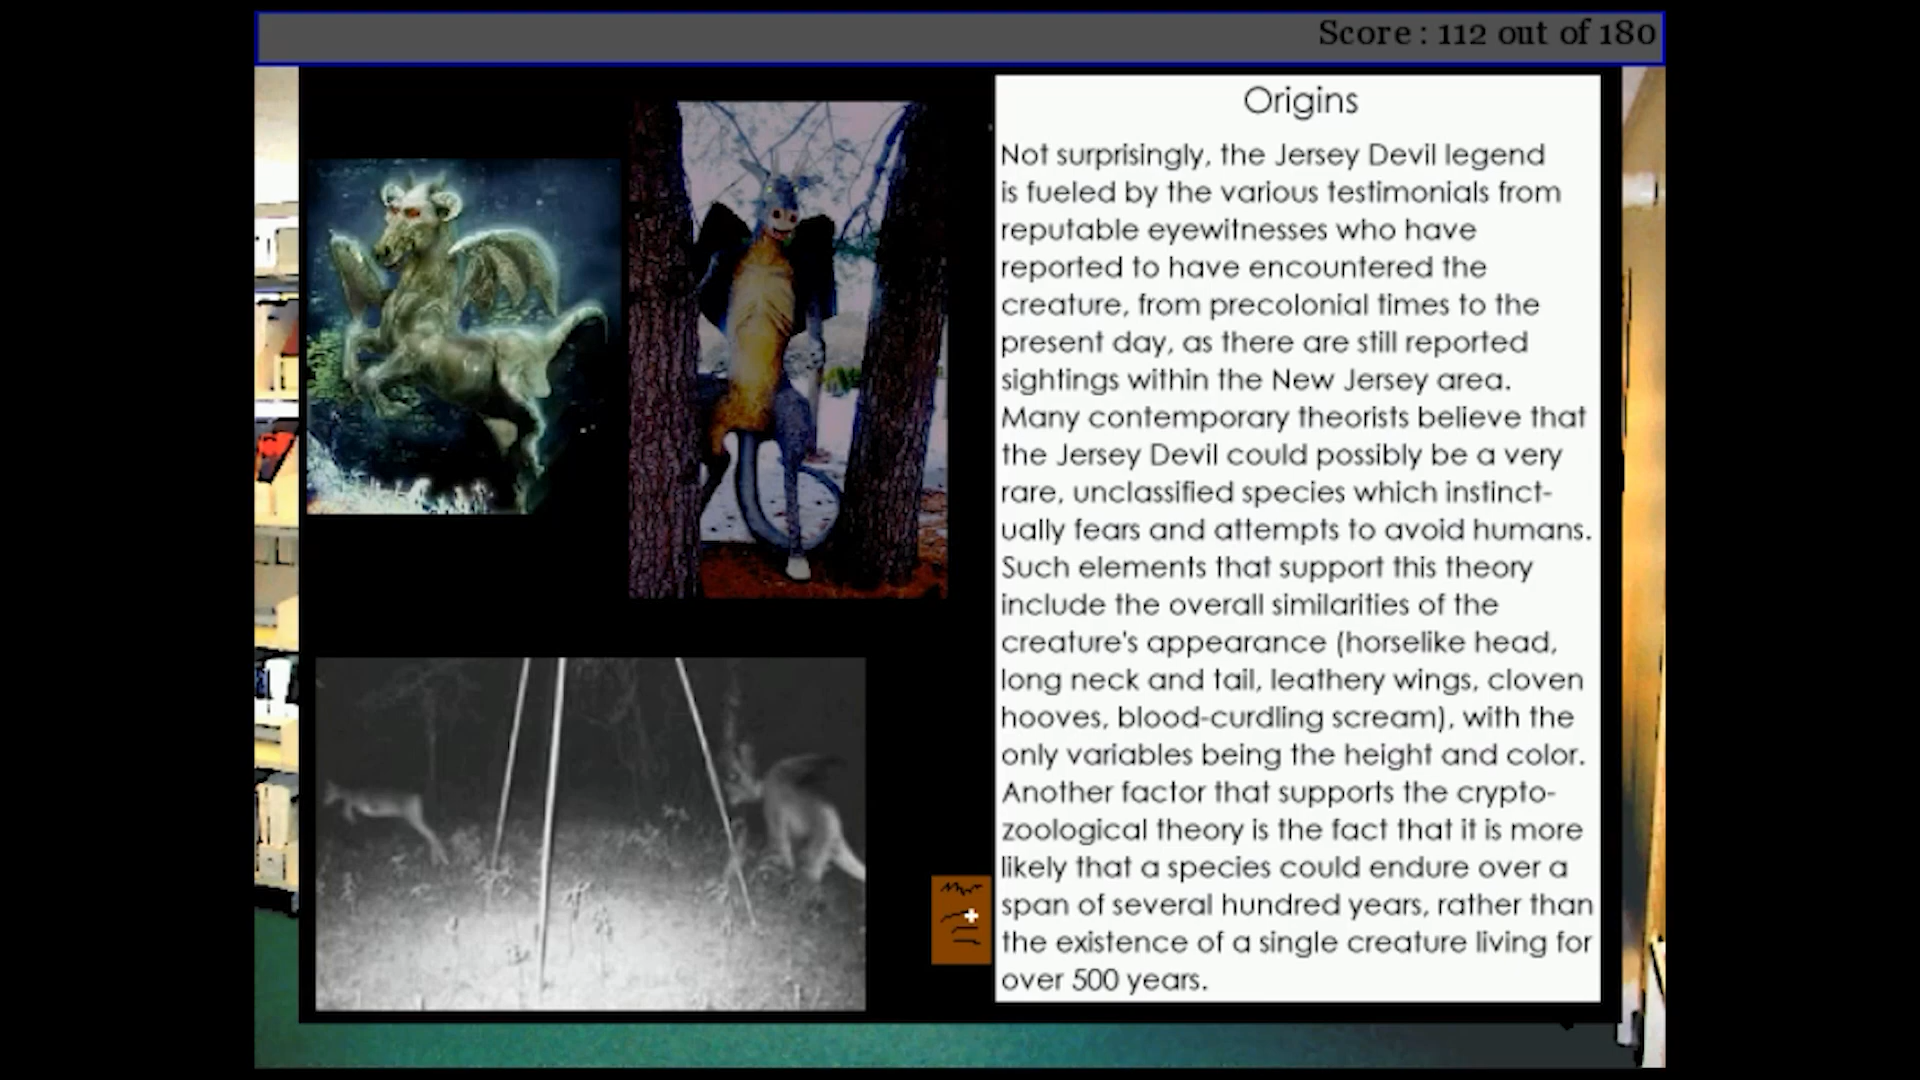 Score : 112 out of 180
Origins
Not surprisingly, the Jersey Devil legend
is fueled by the various testimonials from
reputable eyewitnesses who have
reported to have encountered the
creature, from precolonial times to the
present day, as there are still reported
sightings within the New Jersey area.
Many contemporary theorists believe that
the Jersey Devil could possibly be a very
rare, unclassified species which instinct-
ually fears and attempts to avoid humans.
Such elements that support this theory
include the overall similarities of the
creature's appearance (horselike head,
long neck and tail, leathery wings, cloven
hooves, blood-curdling scream), with the
only variables being the height and color.
Another factor that supports the crypto-
zoological theory is the fact that it is more
likely that a species could endure over a
span of several hundred years, rather than
the existence of a single creature living for
over 500 years.